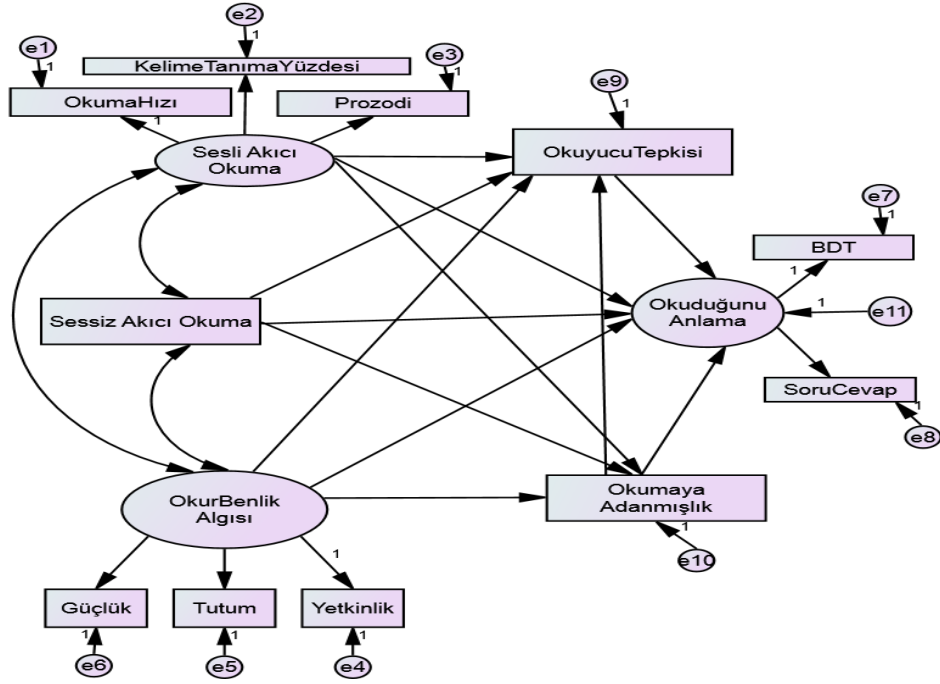 e2
1
e1
1
e3
1
KelimeTanımaYüzdesi
OkumaHızı
Prozodi
1
e9
1
Sesli Akıcı
Okuma
OkuyucuTepkisi
e7
1
BDT
1
Sessiz Akıcı Okuma
Okuduğunu
Anlama
1
e11
SoruCevap
1
e8
OkurBenlik
Algısı
Okumaya
Adanmışlık
1
e10
1
Güçlük
Tutum
Yetkinlik
1
1
1
e6
e5
e4